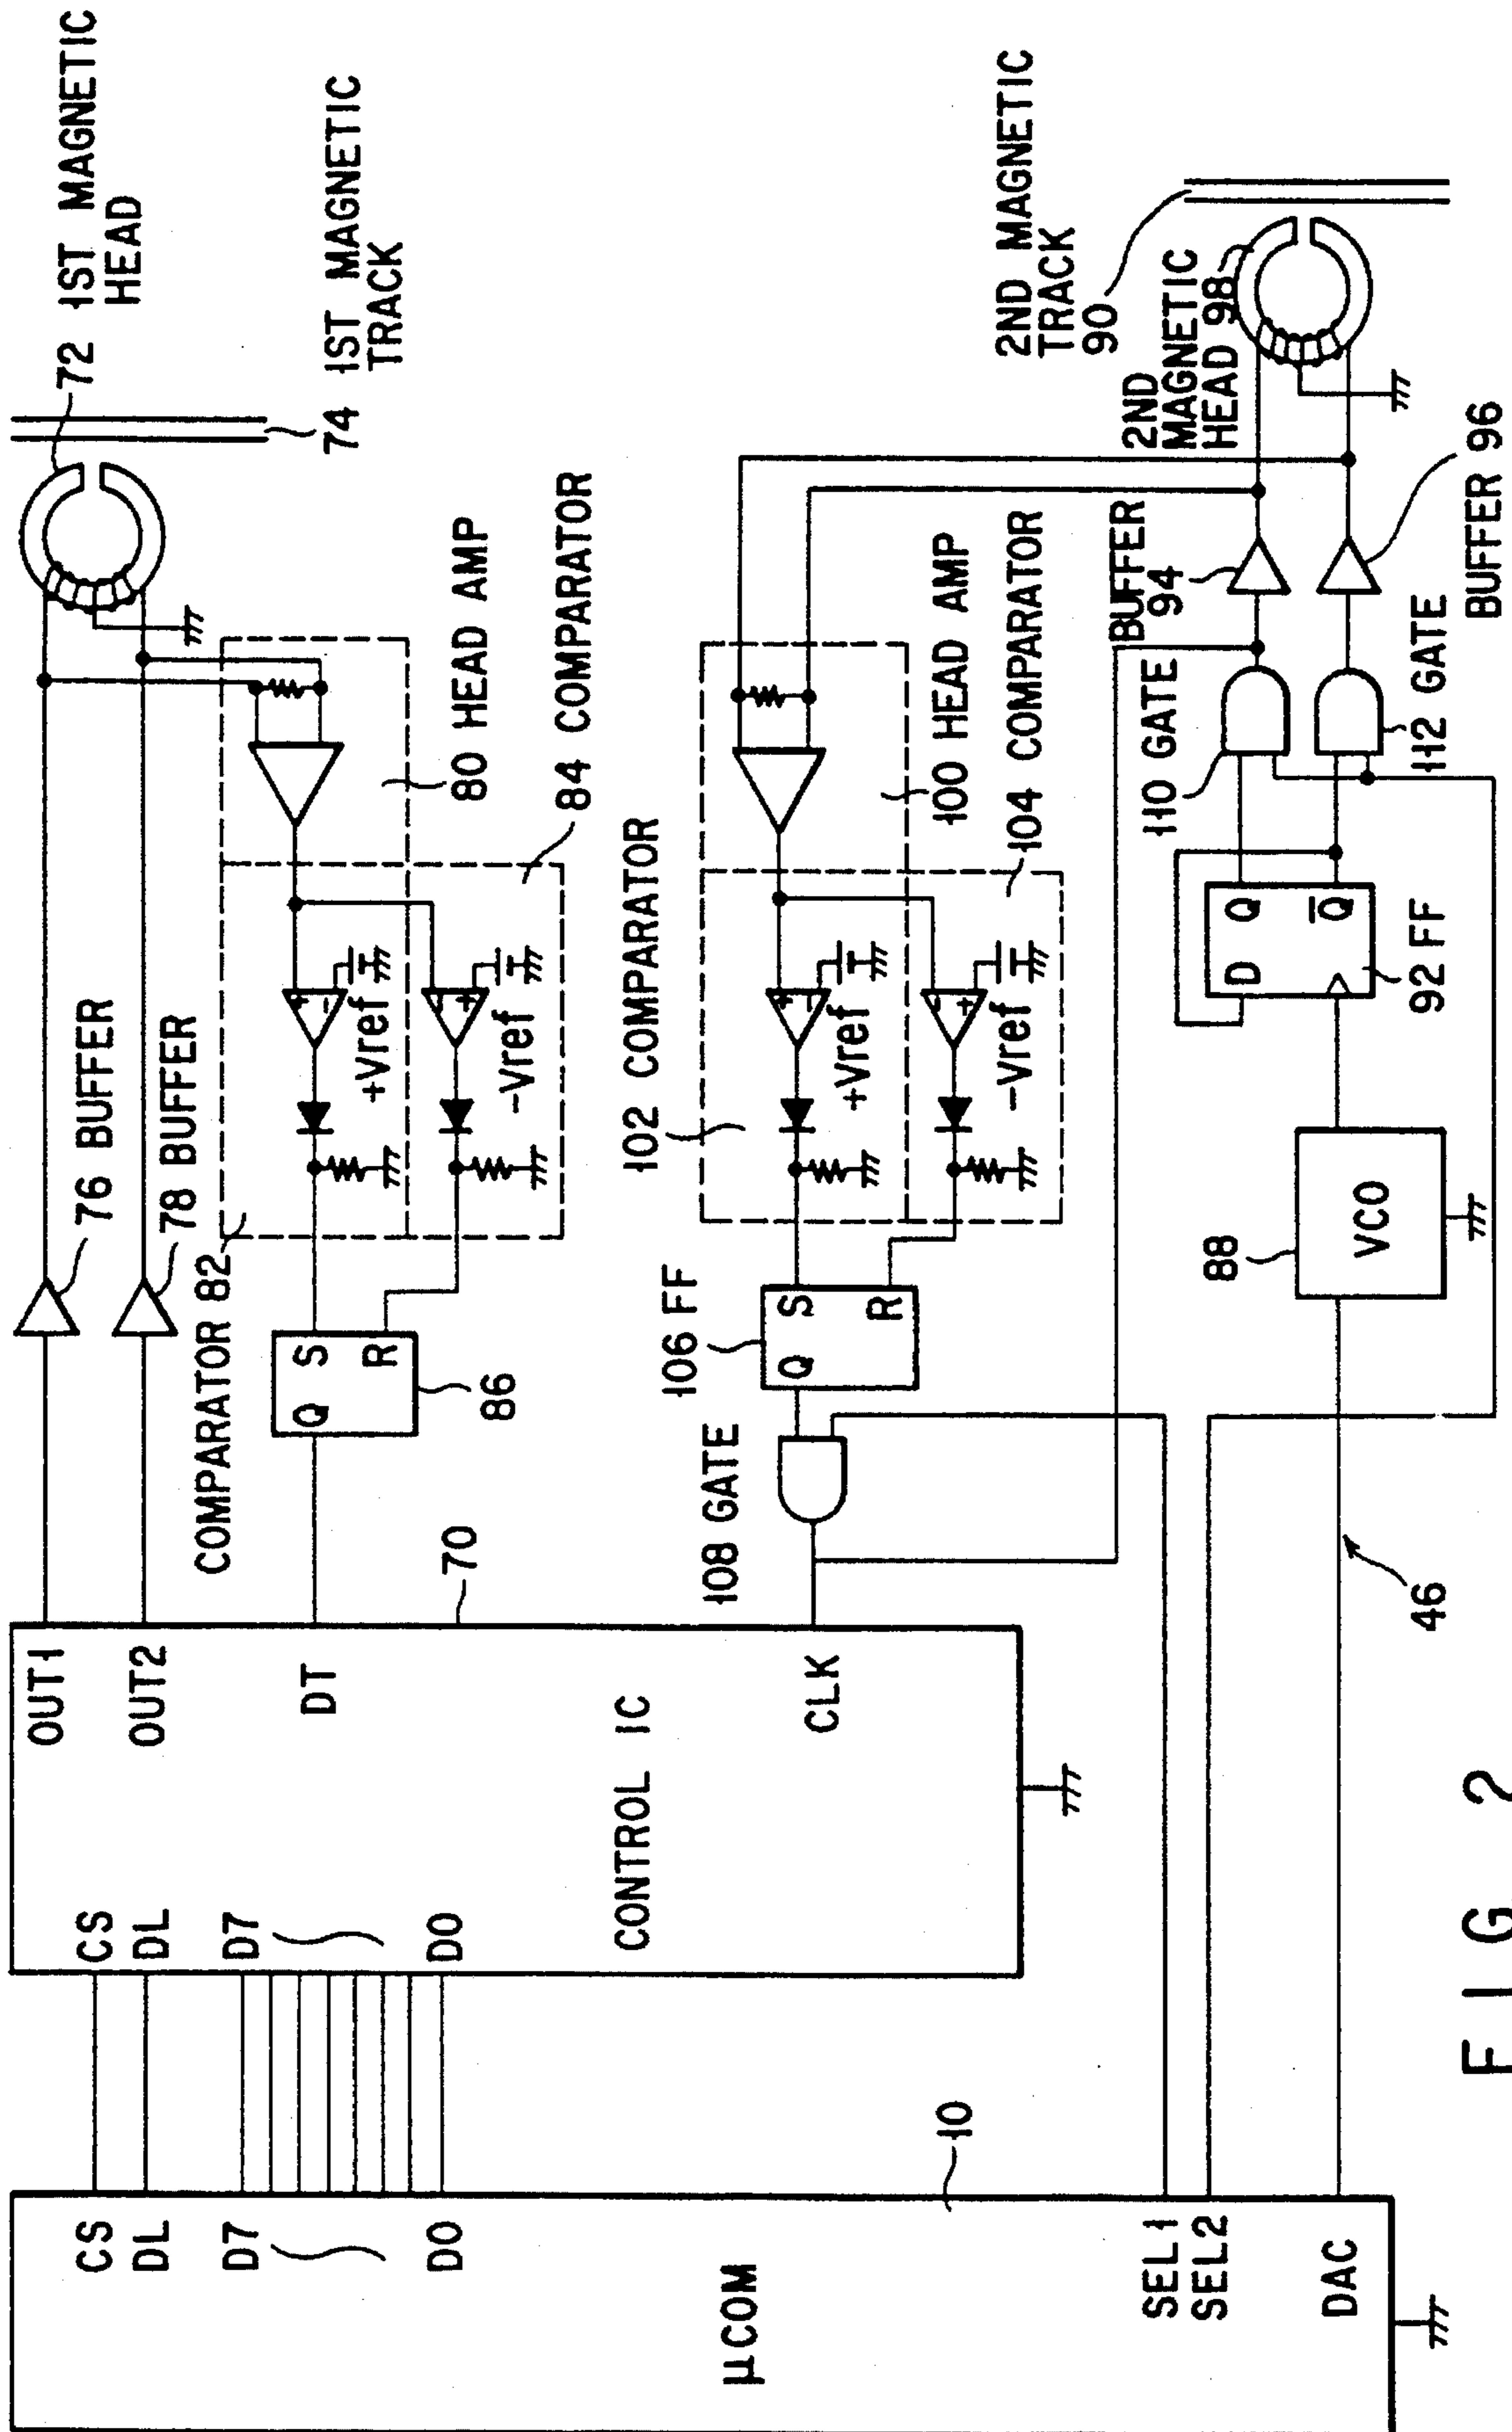 72 1ST MAGNETIC
HEAD
74 1ST MAGNETIC
TRACK
76 BUFFER
78 BUFFER
80 HEAD AMP
84 COMPARATOR
COMPARATOR 82
+
-
+Vref
-
+
-Vref
Q
S
R
86
70
OUT1
OUT2
DT
CLK
CONTROL IC
CS
DL
D7
D0
CS
DL
D7
D0
μCOM
10
SEL1
SEL2
DAC
2ND MAGNETIC
TRACK
90
2ND
MAGNETIC
HEAD 98
100 HEAD AMP
102 COMPARATOR
104 COMPARATOR
+
-
+Vref
-
+
-Vref
106 FF
Q
S
R
108 GATE
BUFFER
94
BUFFER 96
110 GATE
112 GATE
D
Q
Q̅
92 FF
88
VCO
46
FIG 2